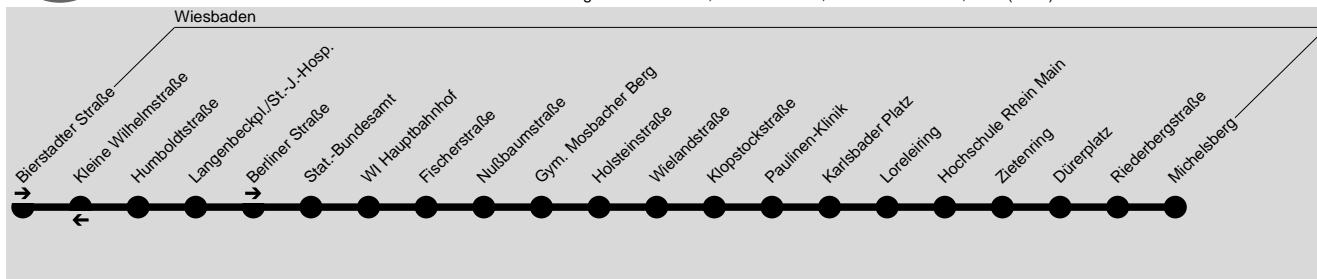 Wiesbaden
Bierstadter Straße
Kleine Wilhelmstraße
Humboldtstraße
Langenbeckpl./St.-J.-Hosp.
Berliner Straße
Stat.-Bundesamt
WI Hauptbahnhof
Fischerstraße
Nußbaumstraße
Gym. Mosbacher Berg
Holsteinstraße
Wielandstraße
Klopstockstraße
Paulinen-Klinik
Karlsbader Platz
Loreleiring
Hochschule Rhein Main
Zietenring
Dürerplatz
Riederbergstraße
Michelsberg